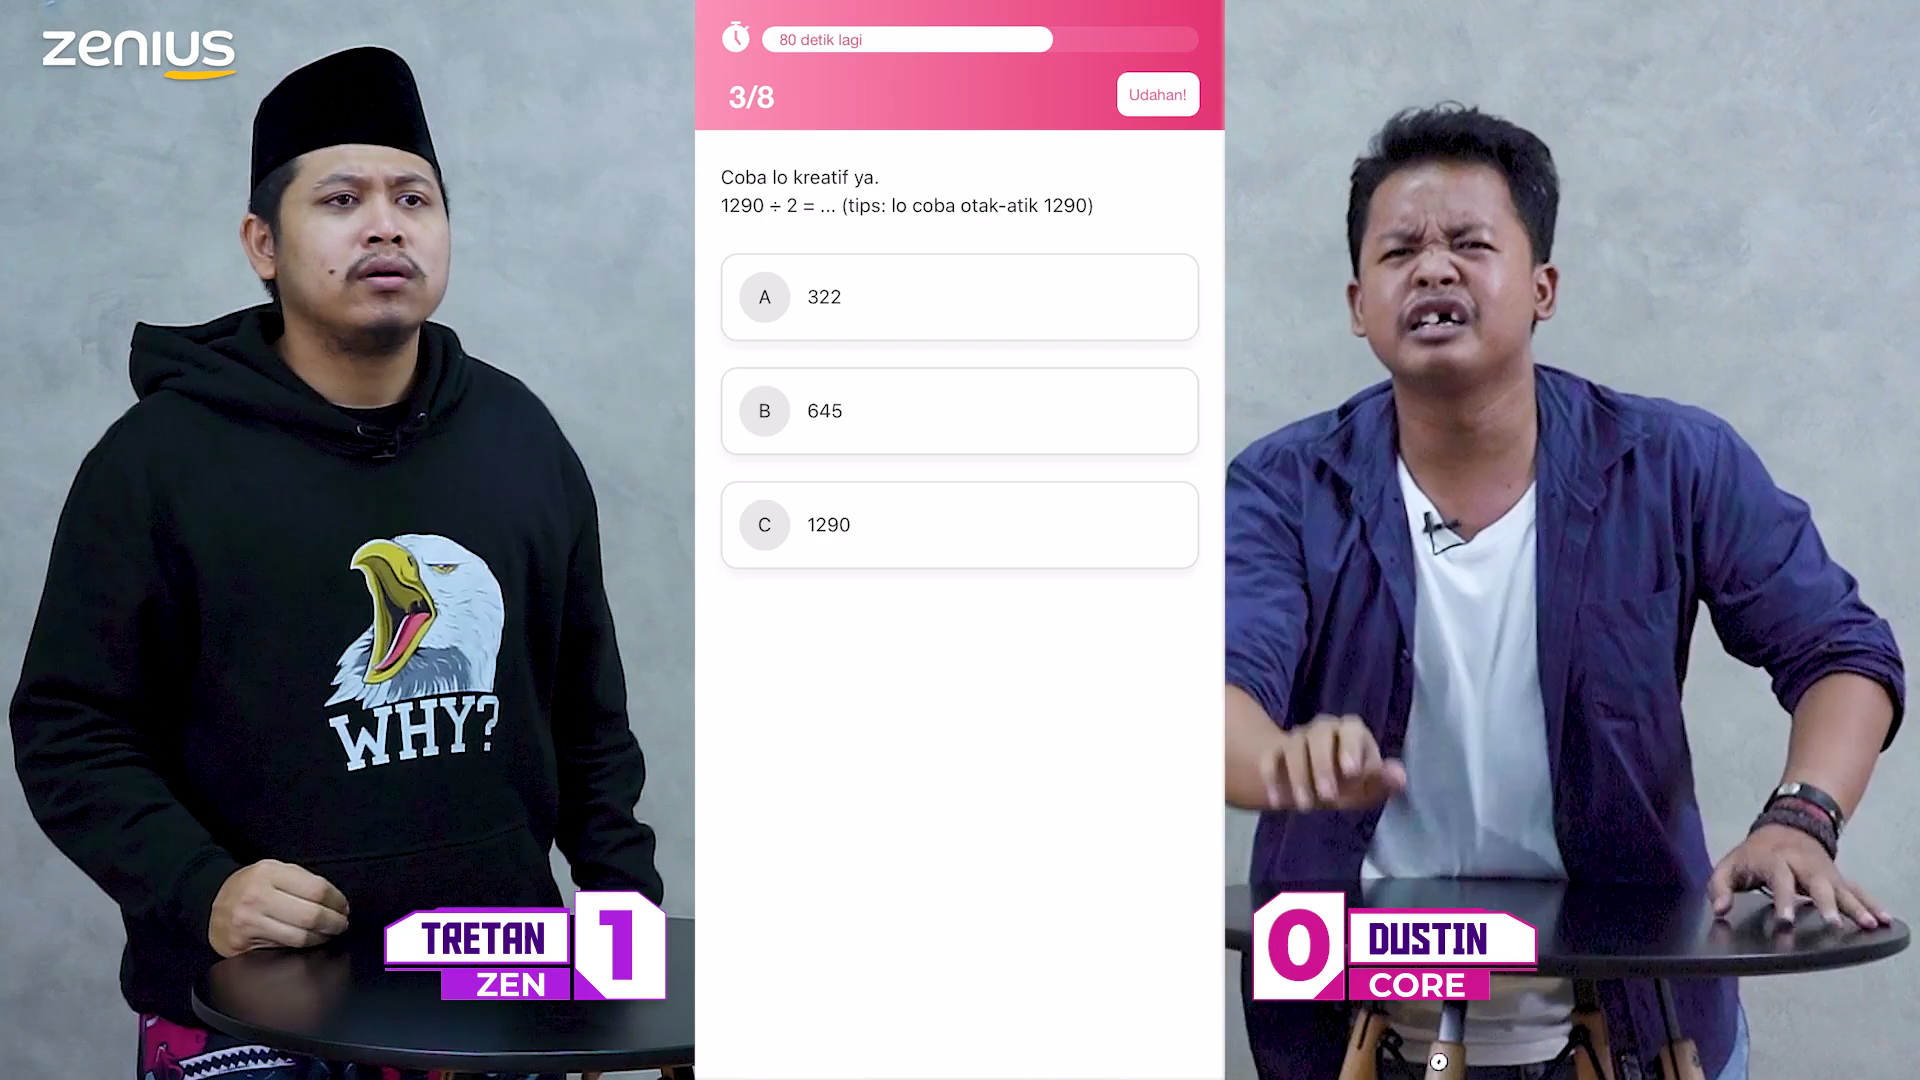 zenius
80 detik lagi
3/8
Udahan!
Coba lo kreatif ya.
1290 ÷ 2 = ... (tips: lo coba otak-atik 1290)
A 322
B 645
C 1290
WHY?
TRETAN
ZEN
1
0
DUSTIN
CORE